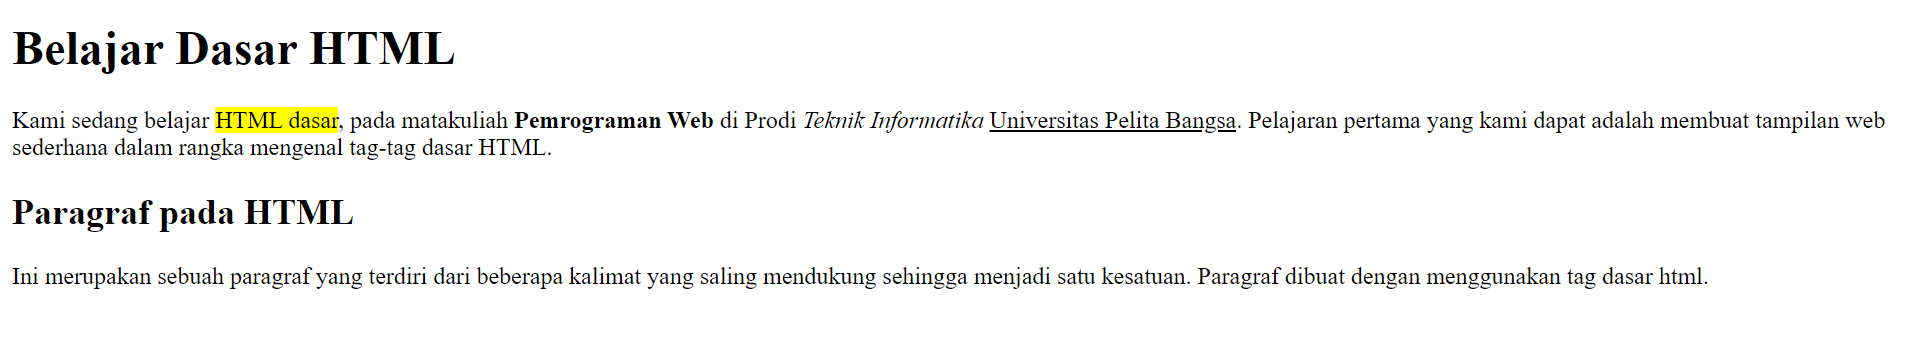 Belajar Dasar HTML
Kami sedang belajar HTML dasar, pada matakuliah Pemrograman Web di Prodi Teknik Informatika Universitas Pelita Bangsa. Pelajaran pertama yang kami dapat adalah membuat tampilan web
sederhana dalam rangka mengenal tag-tag dasar HTML.
Paragraf pada HTML
Ini merupakan sebuah paragraf yang terdiri dari beberapa kalimat yang saling mendukung sehingga menjadi satu kesatuan. Paragraf dibuat dengan menggunakan tag dasar html.